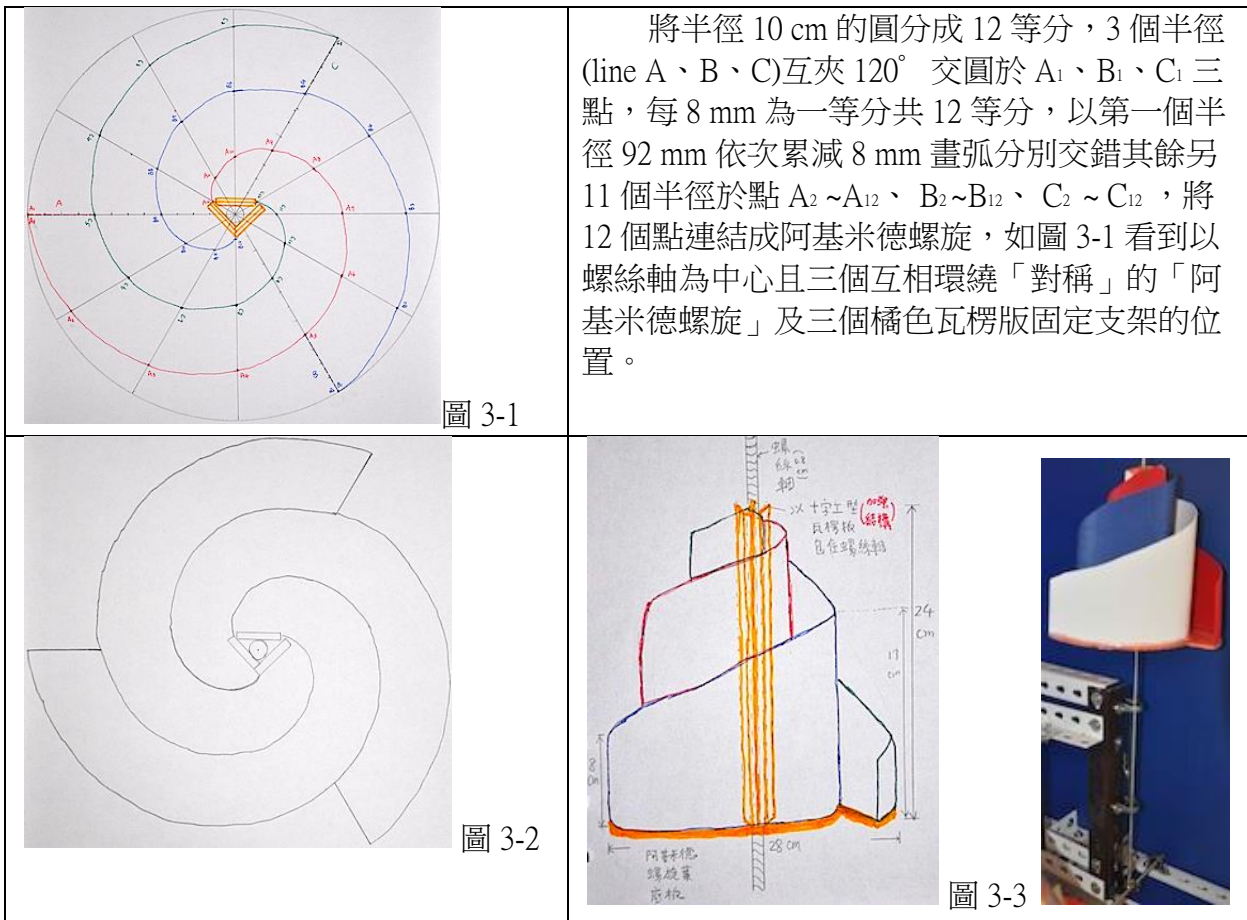 將半徑 10 cm 的圓分成 12 等分，3 個半徑
(line A、B、C)互夾 120° 交圓於 A₁、B₁、C₁ 三
點，每 8 mm 為一等分共 12 等分，以第一個半
徑 92 mm 依次累減 8 mm 畫弧分別交錯其餘另
11 個半徑於點 A₂ ~A₁₂、 B₂~B₁₂、 C₂ ~ C₁₂ ，將
12 個點連結成阿基米德螺旋，如圖 3-1 看到以
螺絲軸為中心且三個互相環繞「對稱」的「阿
基米德螺旋」及三個橘色瓦楞版固定支架的位
置。
A
B
C
圖 3-1
圖 3-2
螺
絲
軸
以十字工型
瓦楞板
包住螺絲軸
24
cm
17
cm
8
cm
28 cm
阿基米德
螺旋葉
底板
圖 3-3